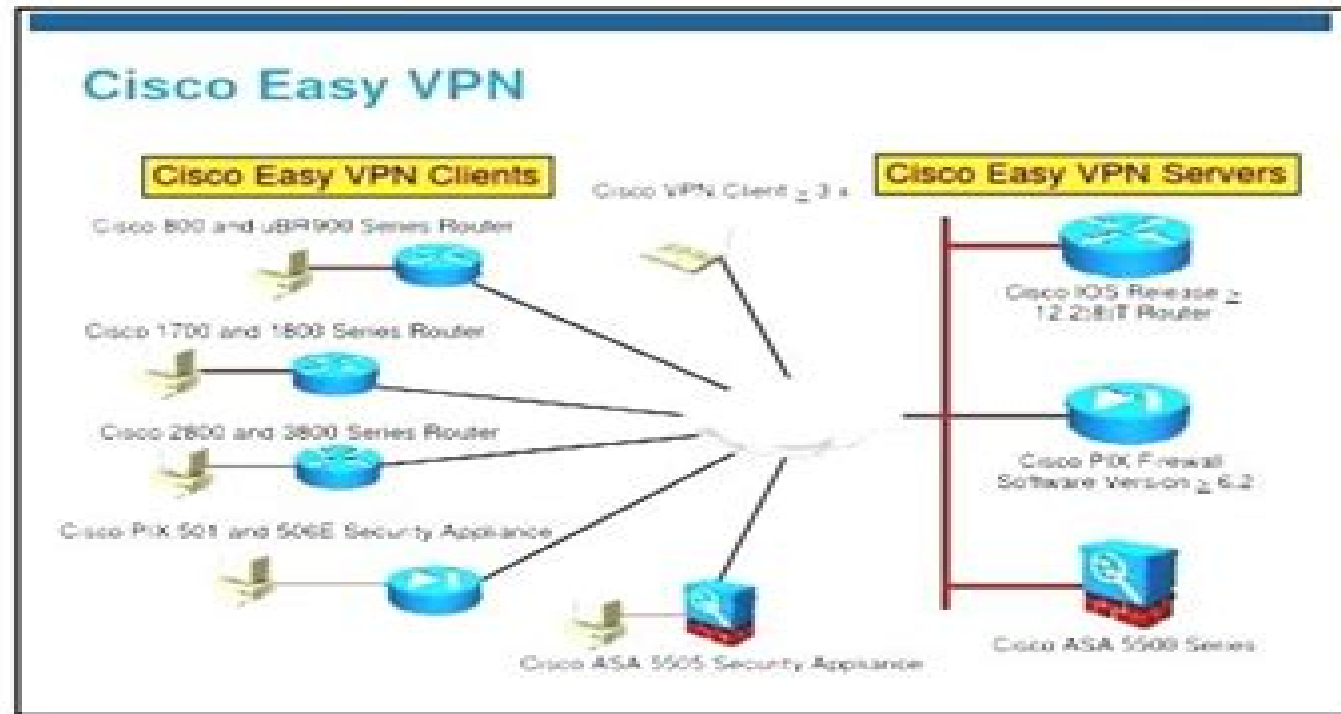 Cisco Easy VPN
Cisco Easy VPN Clients
Cisco VPN Client ≥ 3.x
Cisco Easy VPN Servers
Cisco 800 and uBR900 Series Router
Cisco 1700 and 1800 Series Router
Cisco 2800 and 3800 Series Router
Cisco PIX 501 and 506E Security Appliance
Cisco ASA 5505 Security Appliance
Cisco IOS Release ≥
12.2(8)T Router
Cisco PIX Firewall
Software Version ≥ 6.2
Cisco ASA 5500 Series